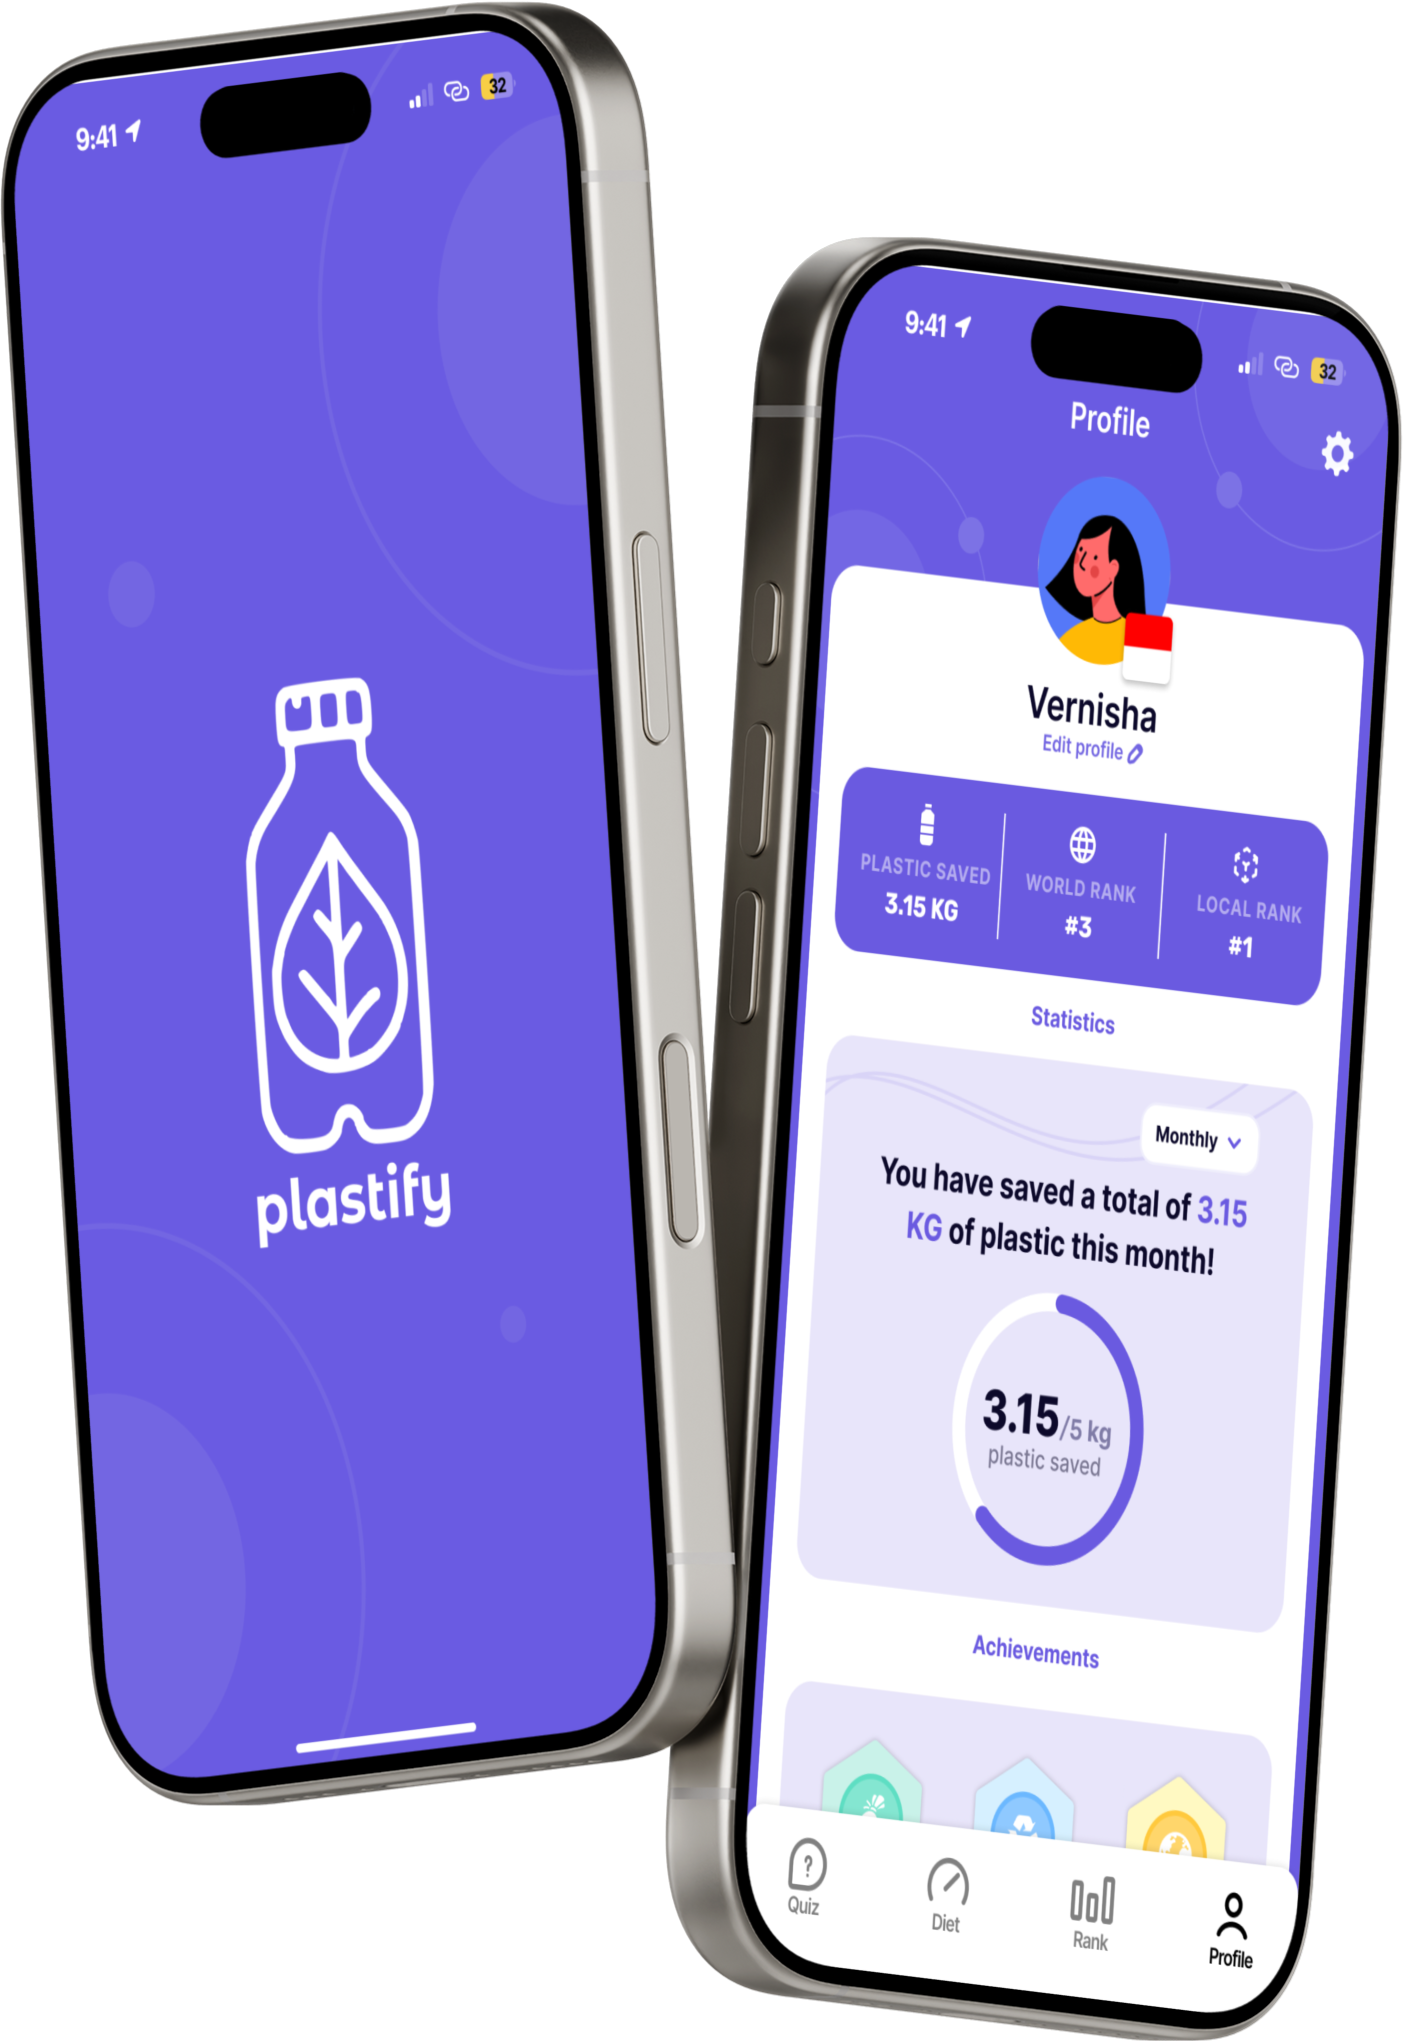 9:41
32
plastify
9:41
32
Profile
Vernisha
Edit profile
PLASTIC SAVED
3.15 KG
WORLD RANK
#3
LOCAL RANK
#1
Statistics
Monthly
You have saved a total of 3.15
KG of plastic this month!
3.15/5 kg
plastic saved
Achievements
?
Quiz
Diet
Rank
Profile